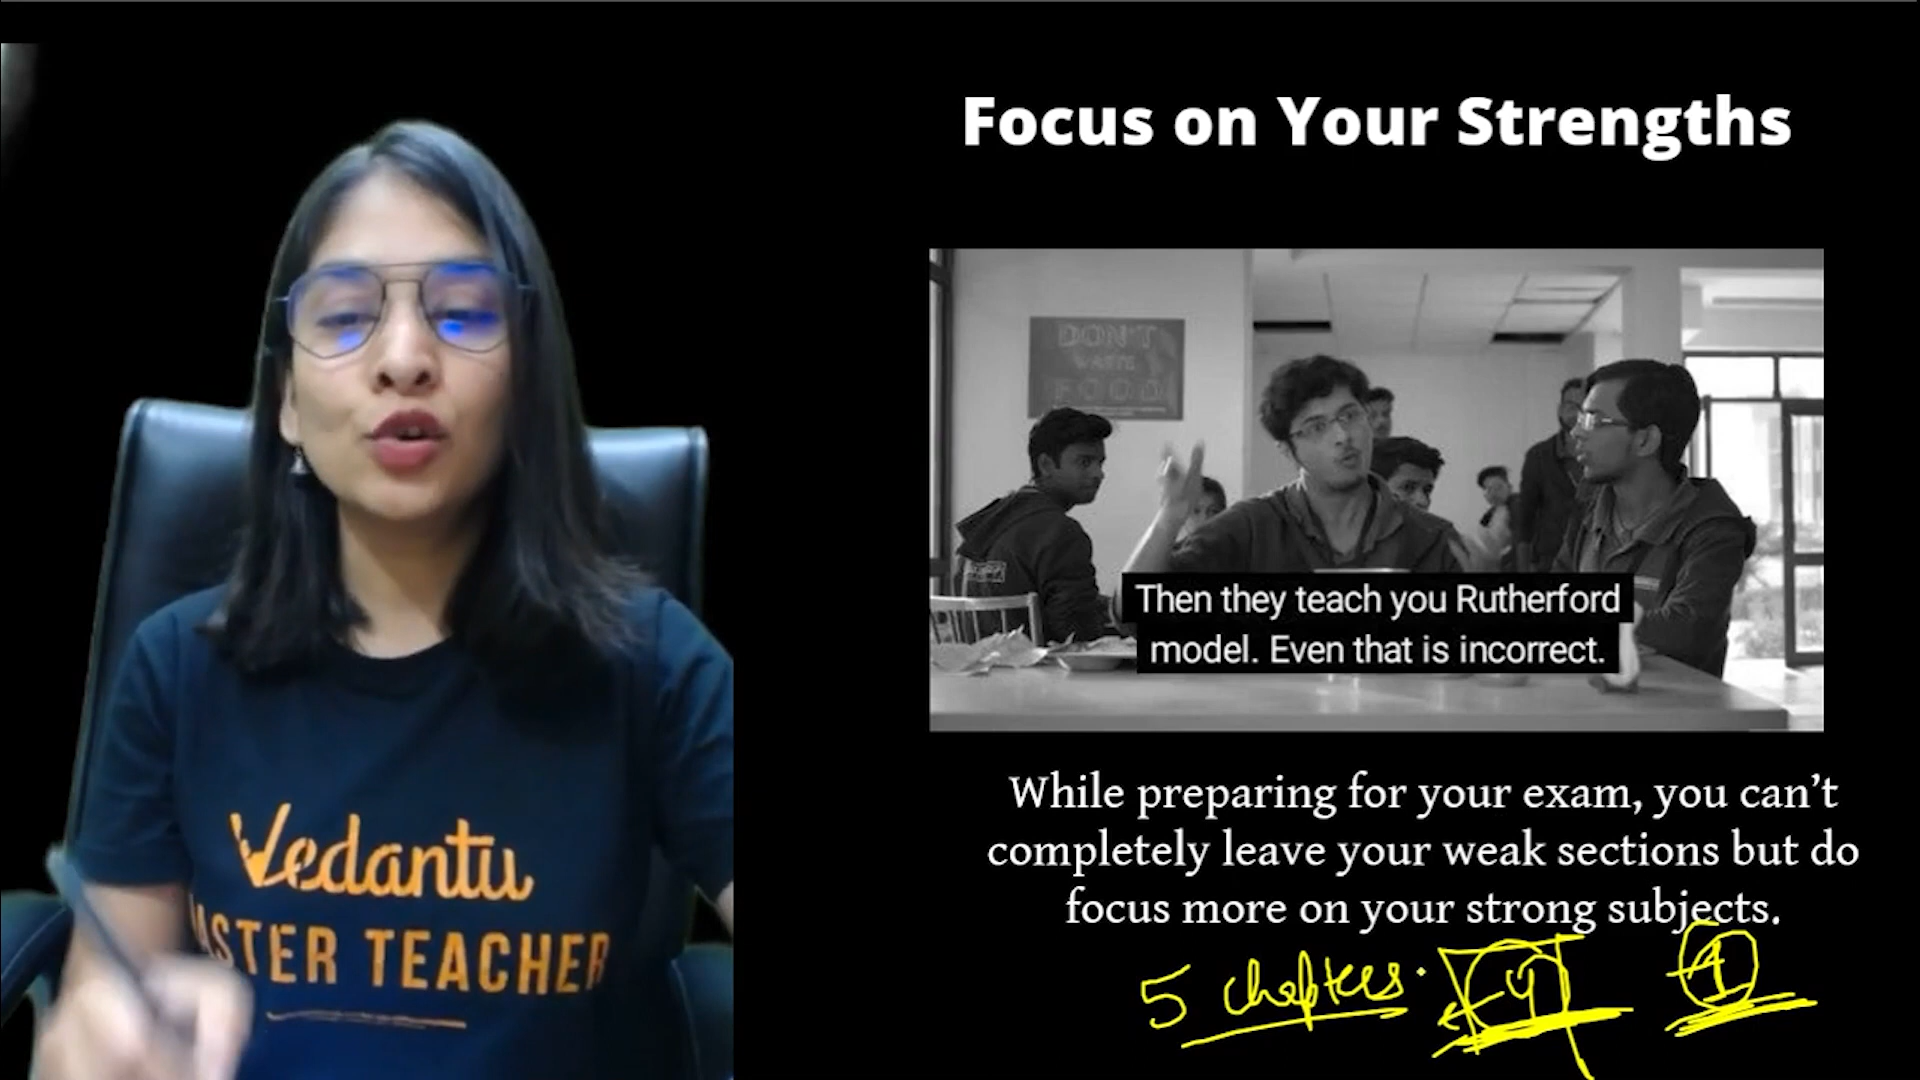 Focus on Your Strengths
DON'T
WASTE
FOOD
Then they teach you Rutherford
model. Even that is incorrect.
While preparing for your exam, you can't
completely leave your weak sections but do
focus more on your strong subjects.
5 chapters. 4 1
Vedantu
ASTER TEACHER